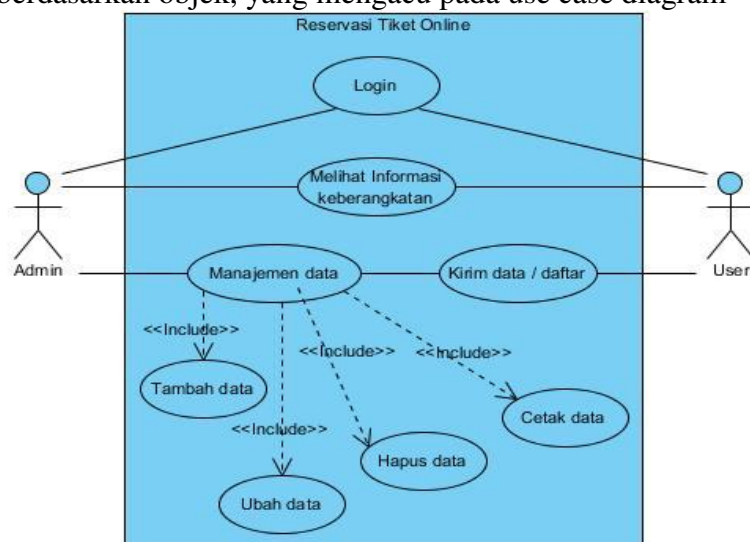 berdasarkan objek, yang mengacu pada use case diagram
Reservasi Tiket Online
Login
Melihat Informasi
keberangkatan
Admin
Manajemen data
Kirim data / daftar
User
<<Include>>
<<Include>>
<<Include>>
Tambah data
Cetak data
<<Include>>
Hapus data
Ubah data